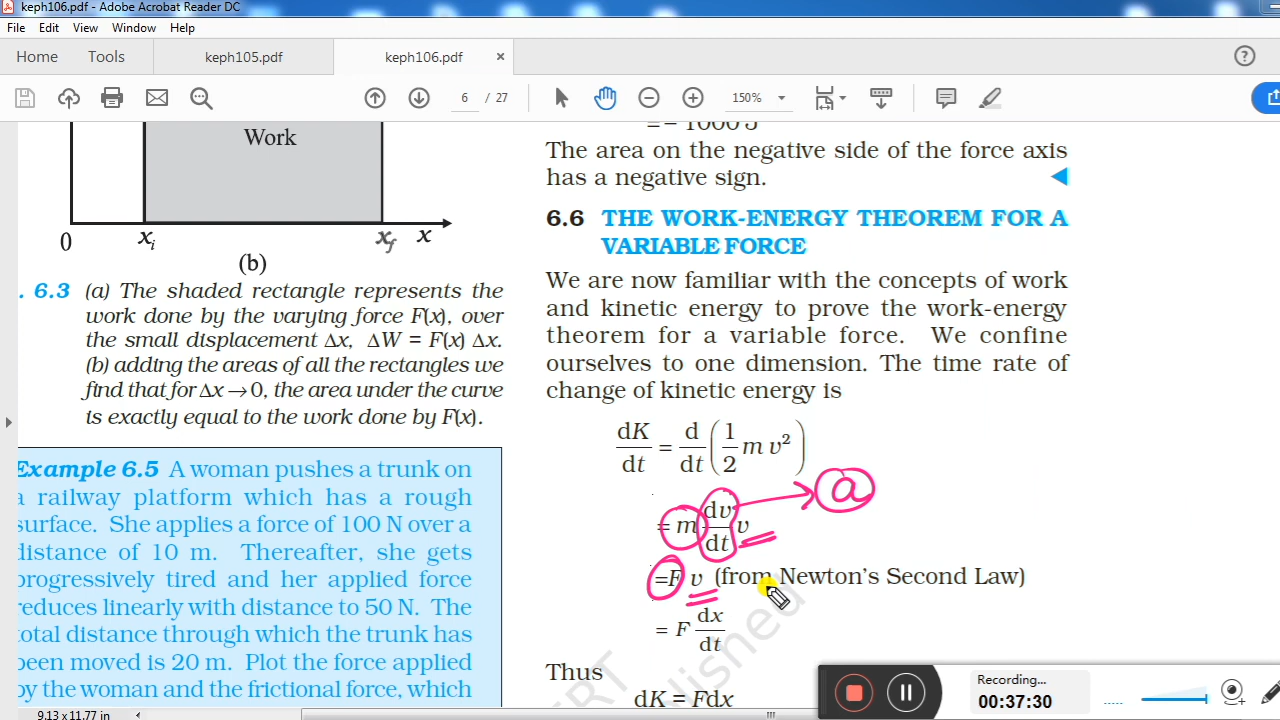 keph106.pdf - Adobe Acrobat Reader DC
File Edit View Window Help
Home Tools keph105.pdf keph106.pdf ×
6 / 27 150%
Work
0 xᵢ x_f x
(b)
. 6.3 (a) The shaded rectangle represents the
work done by the varying force F(x), over
the small displacement Δx, ΔW = F(x) Δx.
(b) adding the areas of all the rectangles we
find that for Δx → 0, the area under the curve
is exactly equal to the work done by F(x).
Example 6.5 A woman pushes a trunk on
a railway platform which has a rough
surface. She applies a force of 100 N over a
distance of 10 m. Thereafter, she gets
progressively tired and her applied force
reduces linearly with distance to 50 N. The
total distance through which the trunk has
been moved is 20 m. Plot the force applied
by the woman and the frictional force, which
= – 1000 J
The area on the negative side of the force axis
has a negative sign.
6.6 THE WORK-ENERGY THEOREM FOR A
VARIABLE FORCE
We are now familiar with the concepts of work
and kinetic energy to prove the work-energy
theorem for a variable force. We confine
ourselves to one dimension. The time rate of
change of kinetic energy is
dK/dt = d/dt (1/2 m v²)
= m dv/dt v a
=F v (from Newton's Second Law)
= F dx/dt
Thus
dK = Fdx
9.13 x 11.77 in
Recording...
00:37:30